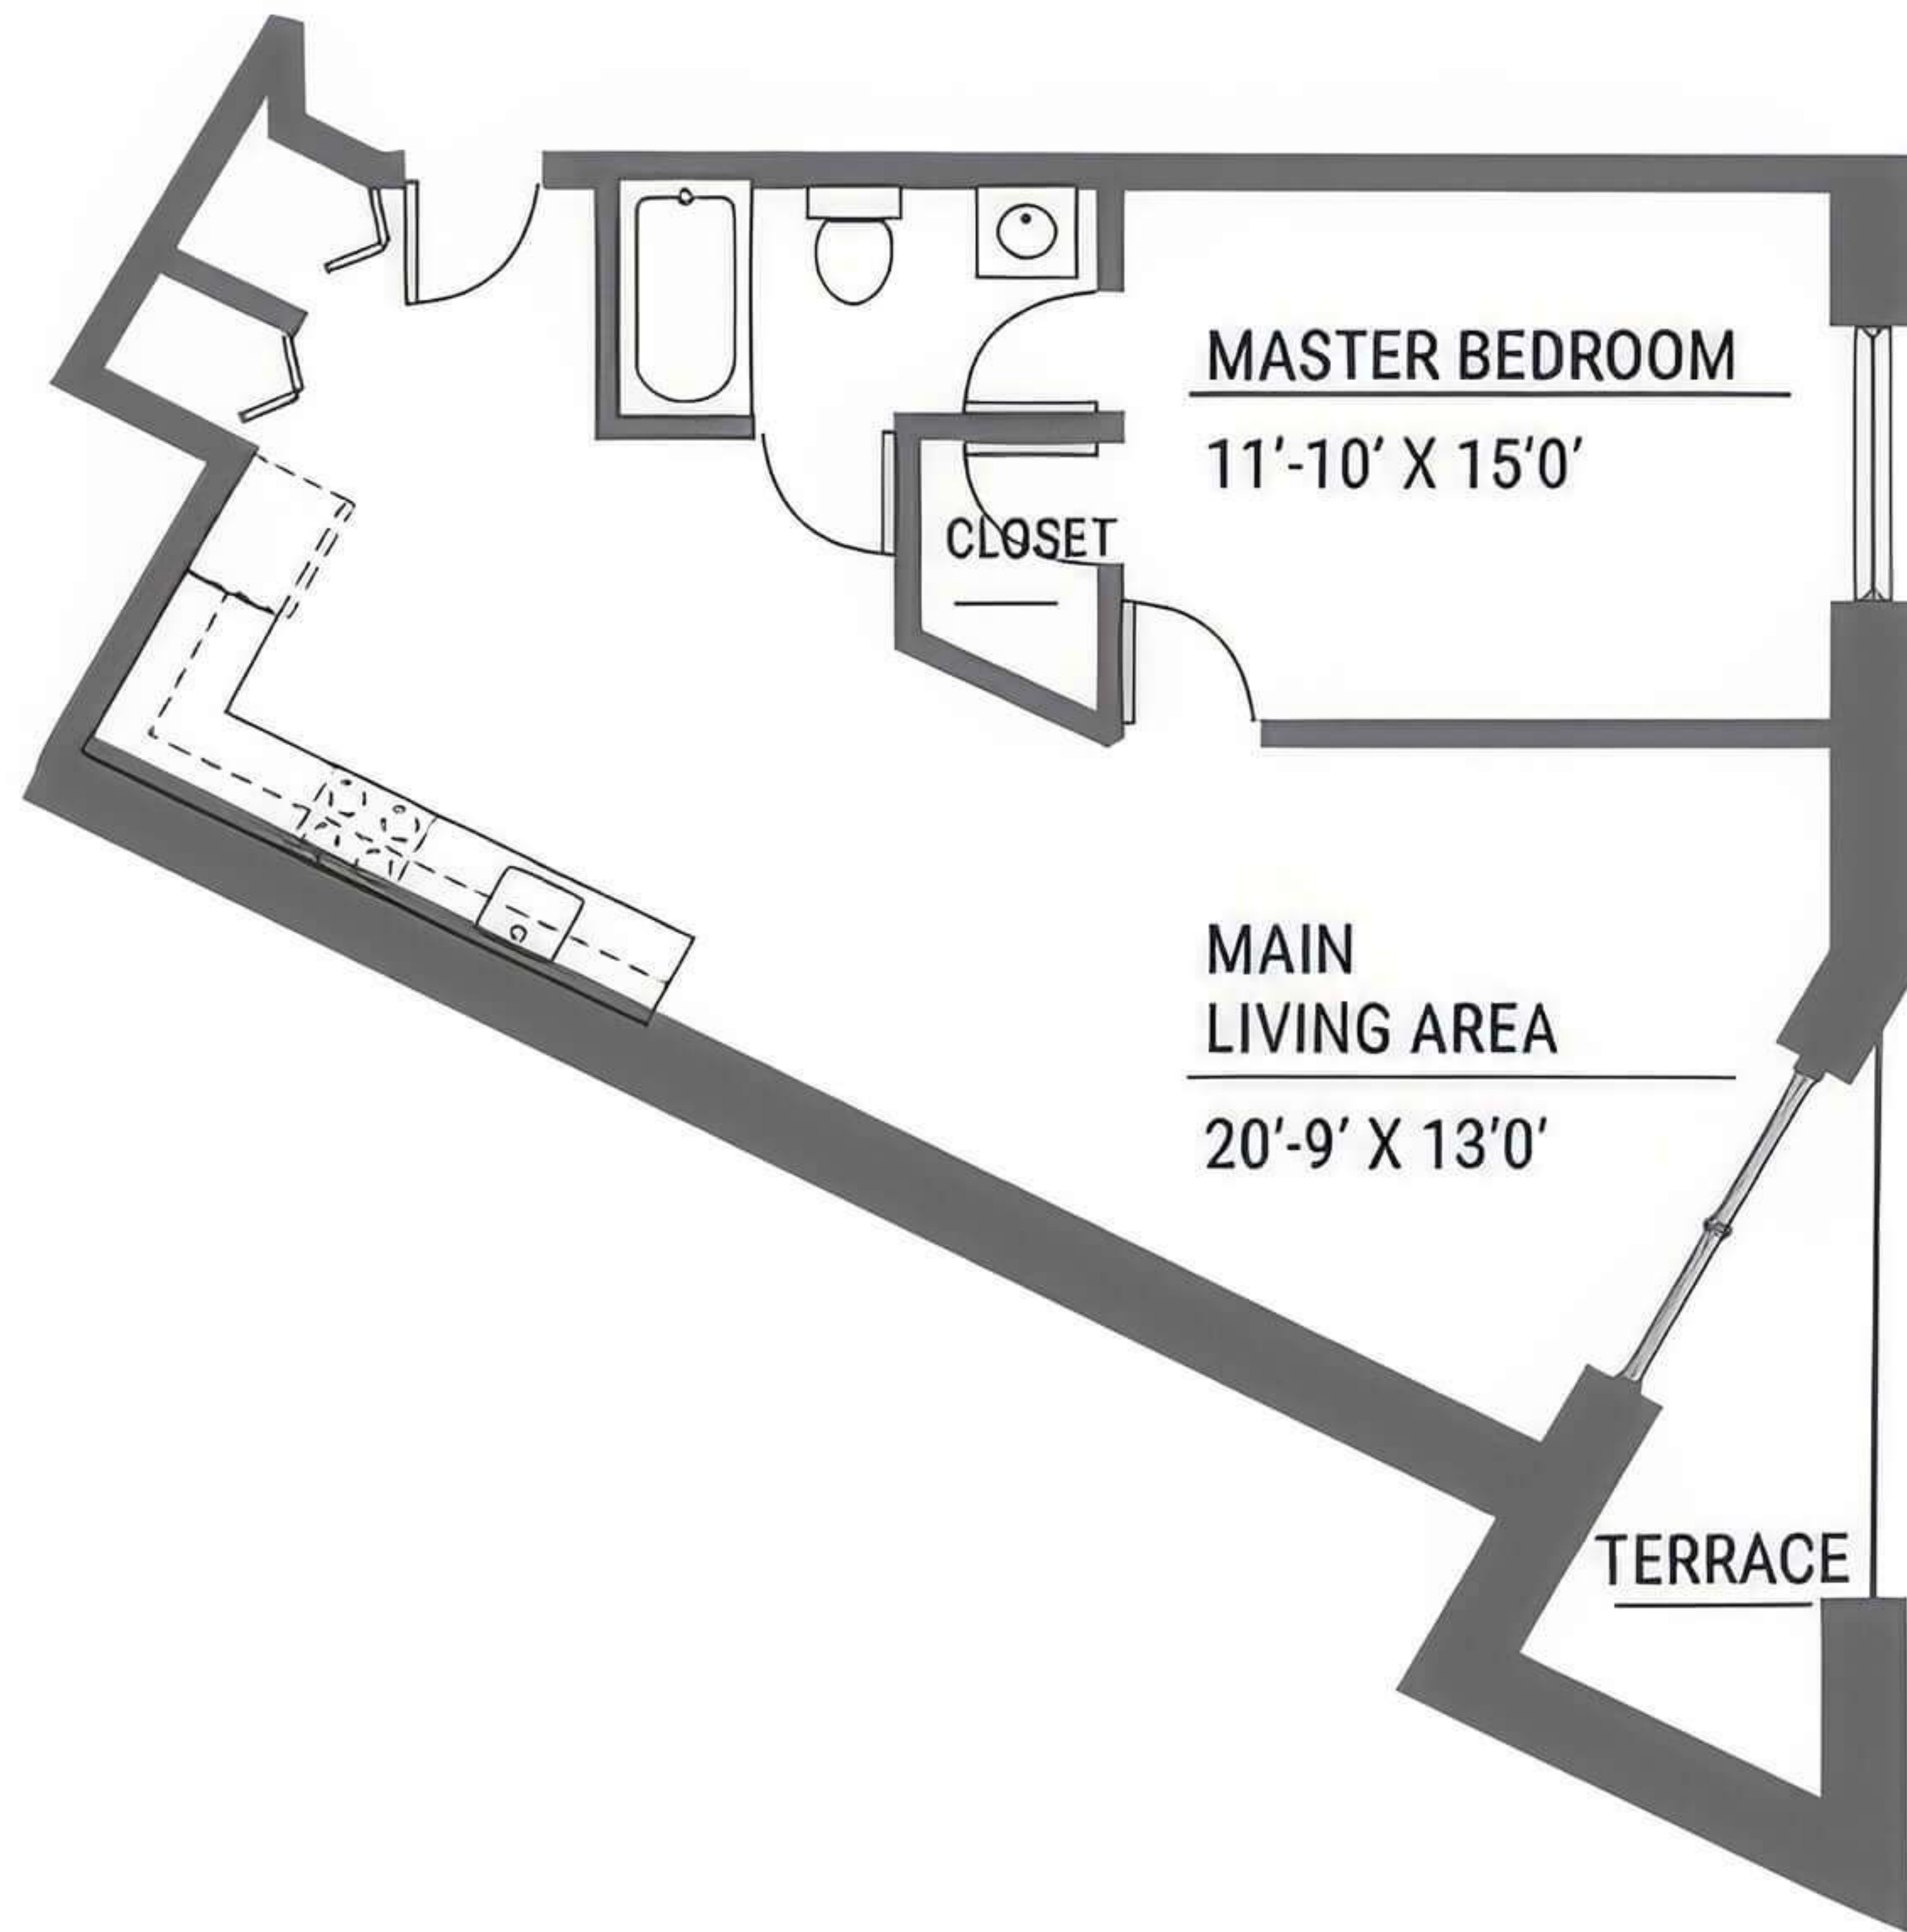 MASTER BEDROOM
11′-10′ X 15′0′
CLOSET
MAIN
LIVING AREA
20′-9′ X 13′0′
TERRACE